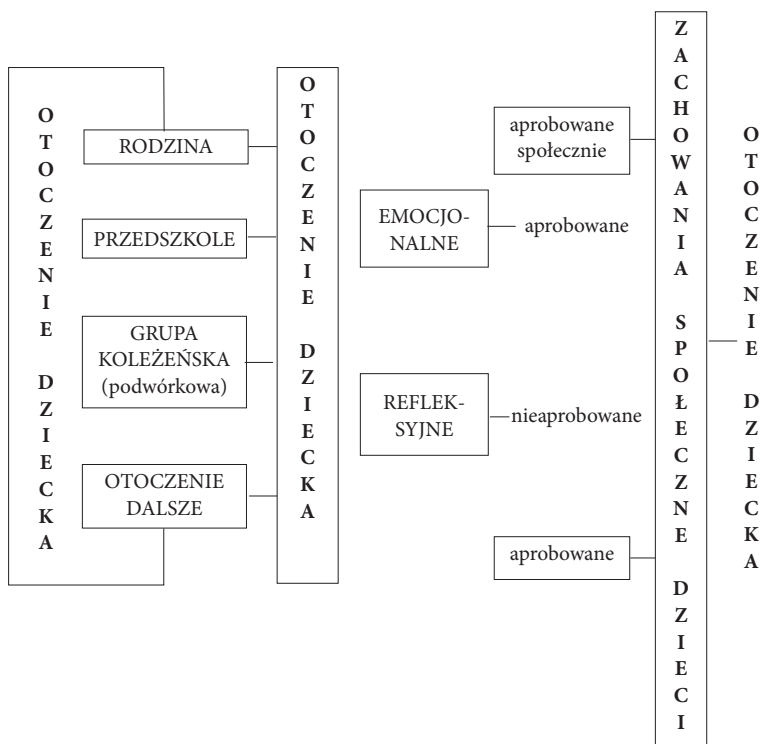 OTOCZENIE DZIECKA
RODZINA
PRZEDSZKOLE
GRUPA
KOLEŻEŃSKA
(podwórkowa)
OTOCZENIE
DALSZE
OTOCZENIE DZIECKA
EMOCJO-
NALNE
aprobowane
REFLEK-
SYJNE
nieaprobowane
aprobowane
społecznie
aprobowane
ZACHOWANIA SPOŁECZNE DZIECI
OTOCZENIE DZIECKA